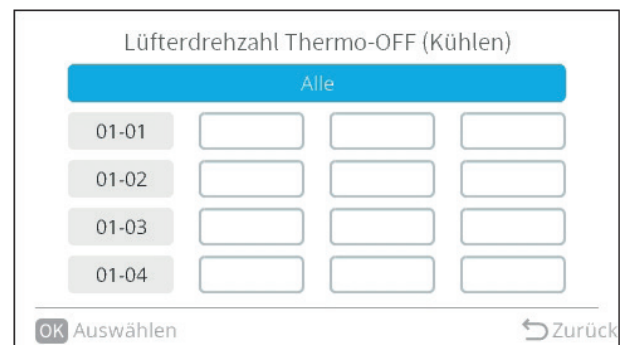 Lüfterdrehzahl Thermo-OFF (Kühlen)
Alle
01-01
01-02
01-03
01-04
OK Auswählen Zurück